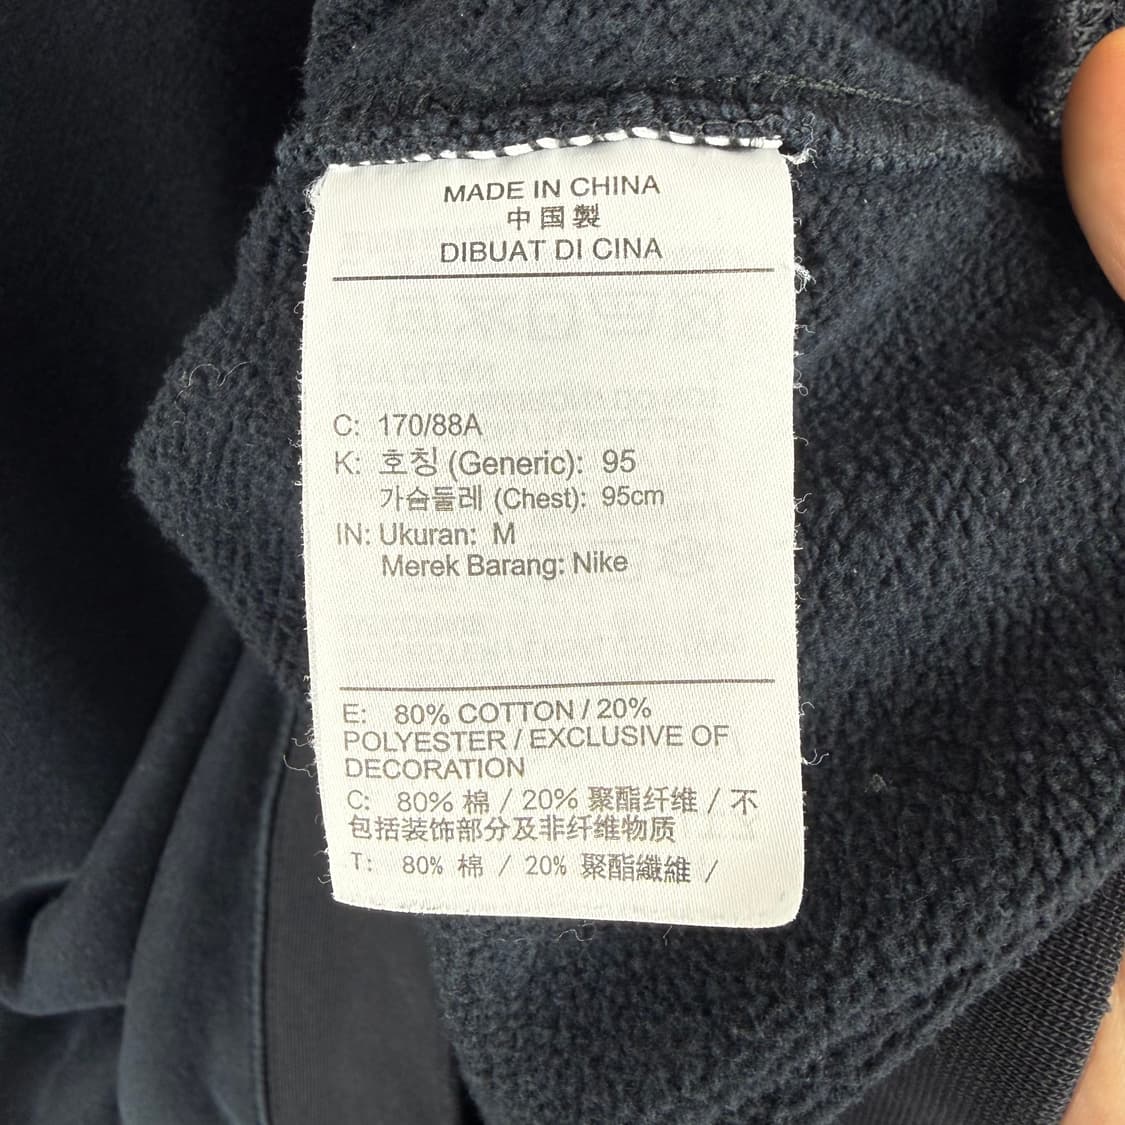 MADE IN CHINA
中国製
DIBUAT DI CINA
C: 170/88A
K: 호칭 (Generic): 95
가슴둘레 (Chest): 95cm
IN: Ukuran: M
Merek Barang: Nike
E: 80% COTTON / 20%
POLYESTER / EXCLUSIVE OF
DECORATION
C: 80% 棉 / 20% 聚酯纤维 / 不
包括装饰部分及非纤维物质
T: 80% 棉 / 20% 聚酯纖維 /